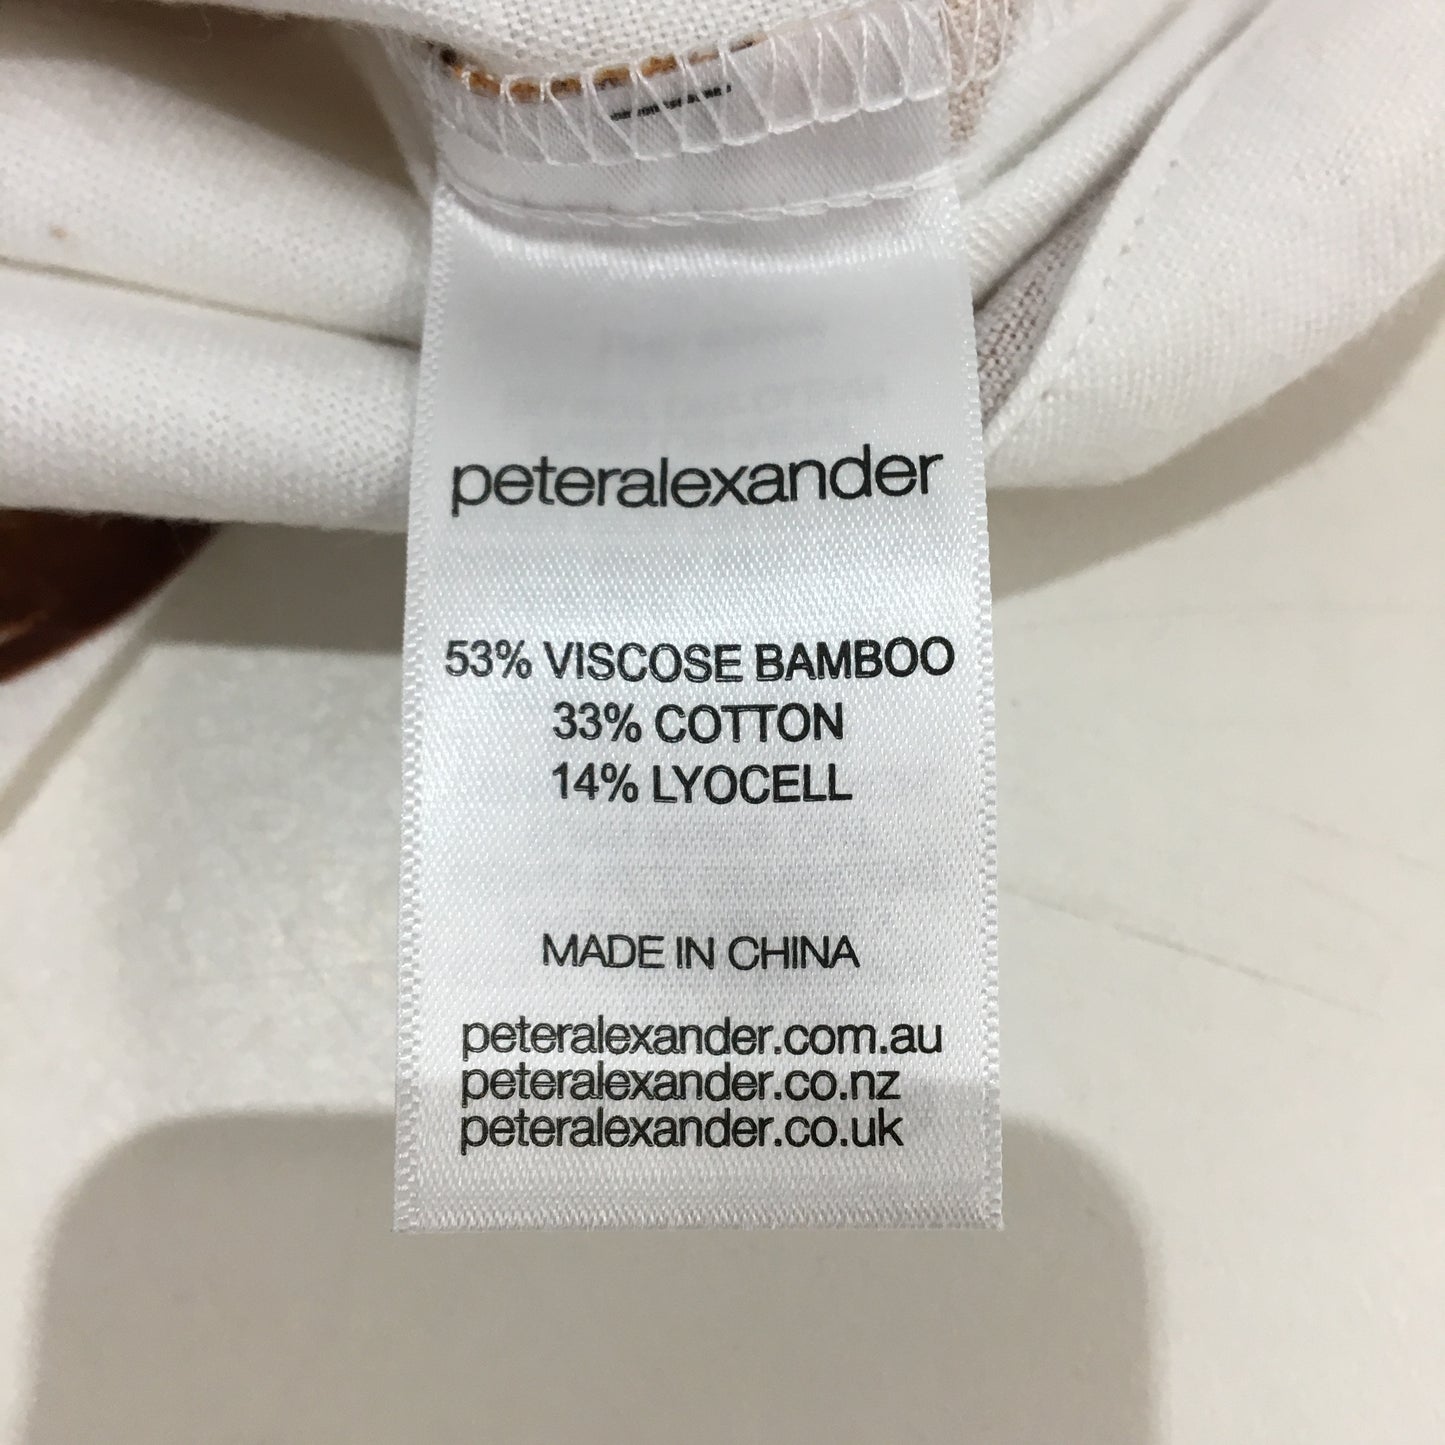 peteralexander
53% VISCOSE BAMBOO
33% COTTON
14% LYOCELL
MADE IN CHINA
peteralexander.com.au
peteralexander.co.nz
peteralexander.co.uk